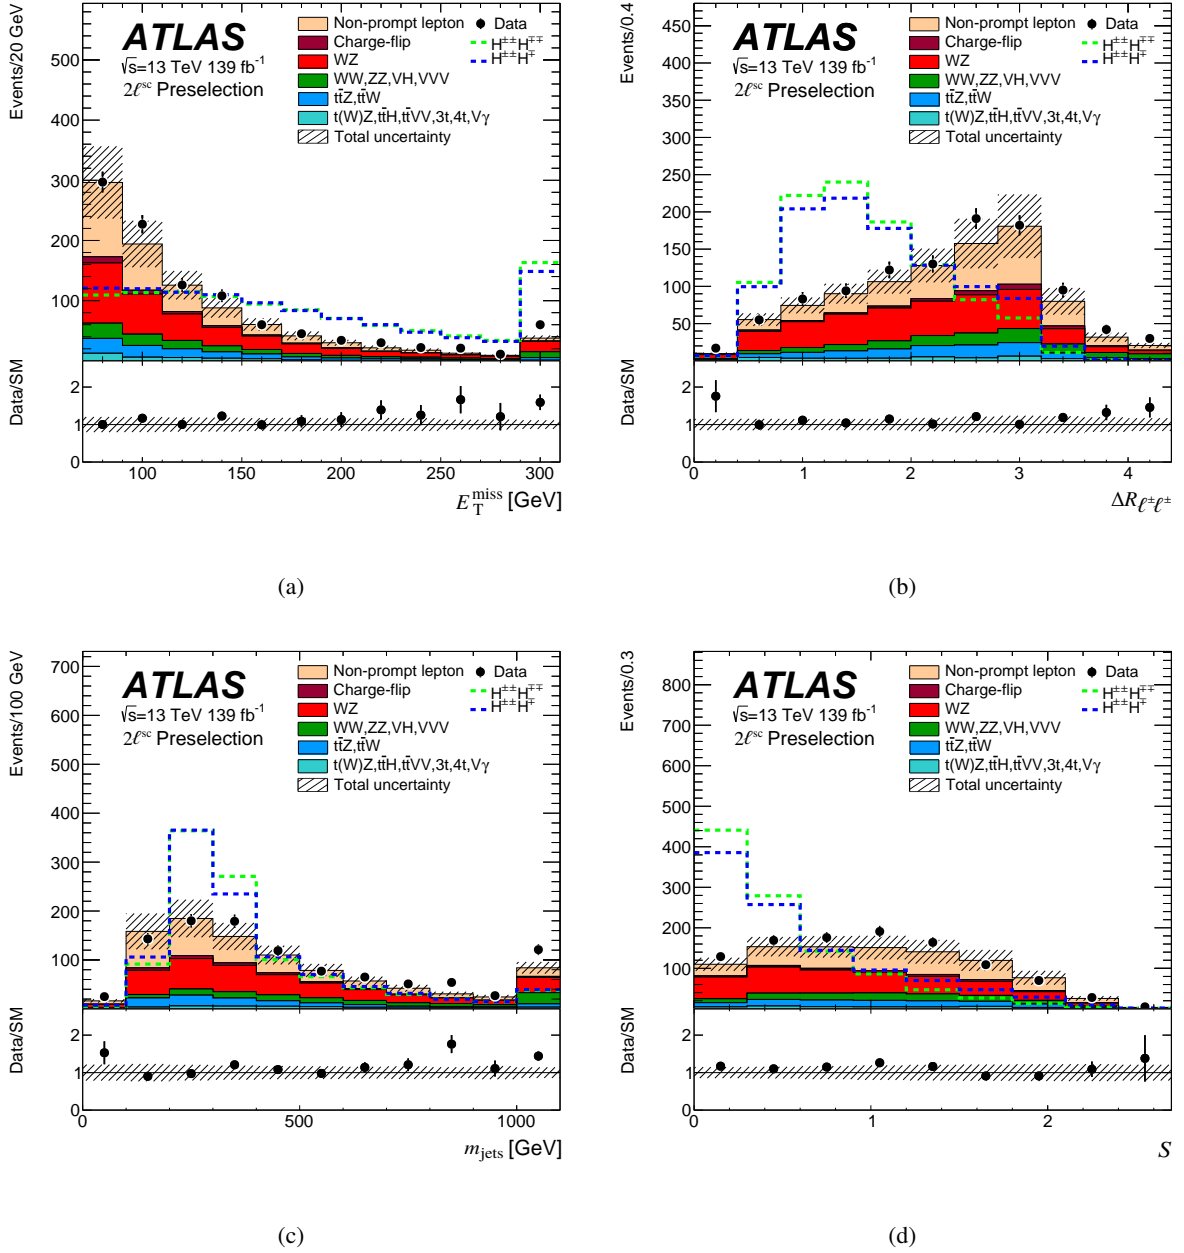 Events/20 GeV
500
400
300
200
100
ATLAS
√s=13 TeV 139 fb⁻¹
2ℓˢᶜ Preselection
Non-prompt lepton
Charge-flip
WZ
WW,ZZ,VH,VVV
tt̄Z,tt̄W
t(W)Z,tt̄H,tt̄VV,3t,4t,Vγ
Total uncertainty
Data
H±±H∓∓
H±±H∓
Data/SM
2
1
0
100 150 200 250 300
E_T^miss [GeV]
(a)
Events/0.4
450
400
350
300
250
200
150
100
50
ATLAS
√s=13 TeV 139 fb⁻¹
2ℓˢᶜ Preselection
Non-prompt lepton
Charge-flip
WZ
WW,ZZ,VH,VVV
tt̄Z,tt̄W
t(W)Z,tt̄H,tt̄VV,3t,4t,Vγ
Total uncertainty
Data
H±±H∓∓
H±±H∓
Data/SM
2
1
0
0 1 2 3 4
ΔR_ℓ±ℓ±
(b)
Events/100 GeV
700
600
500
400
300
200
100
ATLAS
√s=13 TeV 139 fb⁻¹
2ℓˢᶜ Preselection
Non-prompt lepton
Charge-flip
WZ
WW,ZZ,VH,VVV
tt̄Z,tt̄W
t(W)Z,tt̄H,tt̄VV,3t,4t,Vγ
Total uncertainty
Data
H±±H∓∓
H±±H∓
Data/SM
2
1
0
0 500 1000
m_jets [GeV]
(c)
Events/0.3
800
700
600
500
400
300
200
100
ATLAS
√s=13 TeV 139 fb⁻¹
2ℓˢᶜ Preselection
Non-prompt lepton
Charge-flip
WZ
WW,ZZ,VH,VVV
tt̄Z,tt̄W
t(W)Z,tt̄H,tt̄VV,3t,4t,Vγ
Total uncertainty
Data
H±±H∓∓
H±±H∓
Data/SM
2
1
0
0 1 2
S
(d)